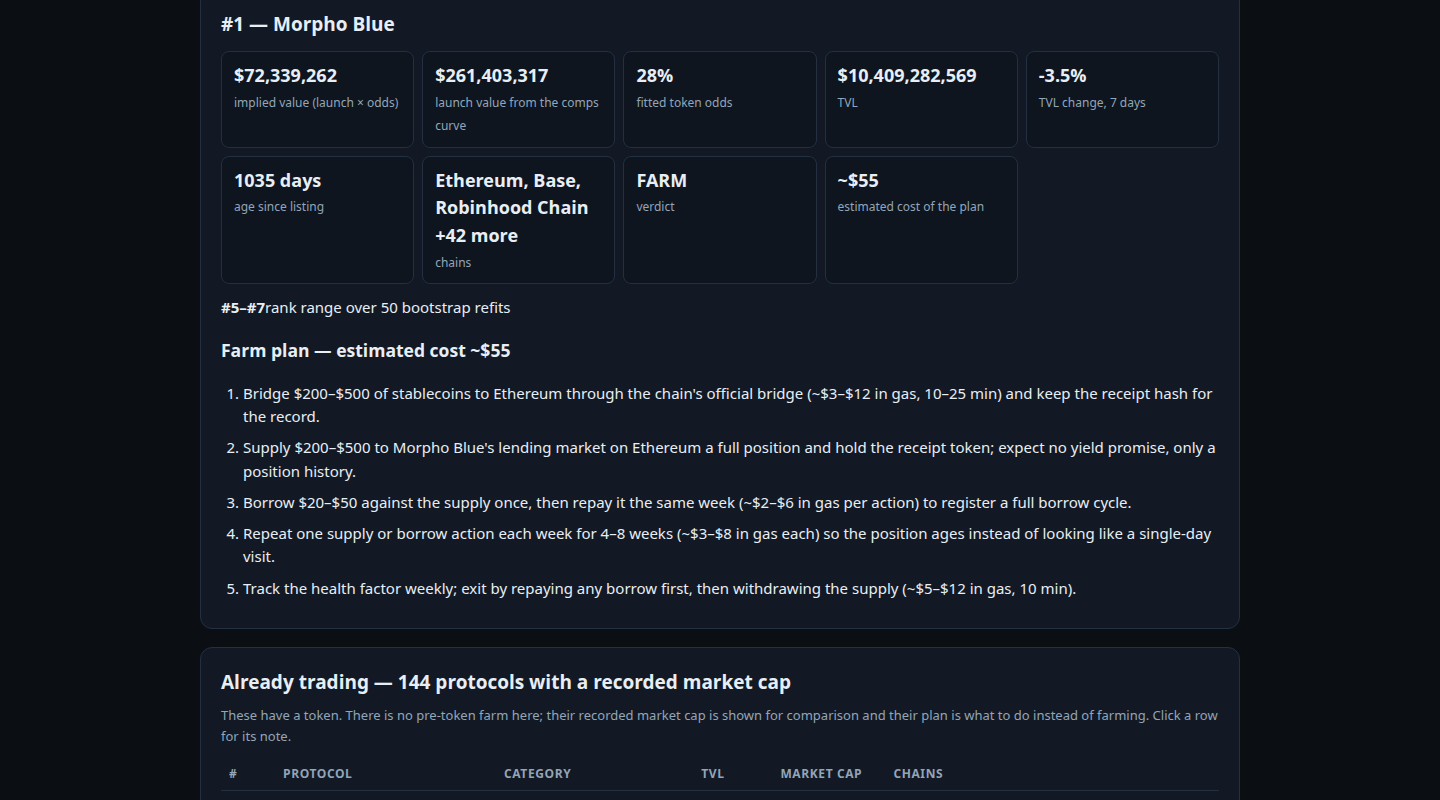 #1 — Morpho Blue
$72,339,262
implied value (launch × odds)
$261,403,317
launch value from the comps
curve
28%
fitted token odds
$10,409,282,569
TVL
-3.5%
TVL change, 7 days
1035 days
age since listing
Ethereum, Base,
Robinhood Chain
+42 more
chains
FARM
verdict
~$55
estimated cost of the plan
#5–#7rank range over 50 bootstrap refits
Farm plan — estimated cost ~$55
1. Bridge $200–$500 of stablecoins to Ethereum through the chain's official bridge (~$3–$12 in gas, 10–25 min) and keep the receipt hash for
the record.
2. Supply $200–$500 to Morpho Blue's lending market on Ethereum a full position and hold the receipt token; expect no yield promise, only a
position history.
3. Borrow $20–$50 against the supply once, then repay it the same week (~$2–$6 in gas per action) to register a full borrow cycle.
4. Repeat one supply or borrow action each week for 4–8 weeks (~$3–$8 in gas each) so the position ages instead of looking like a single-day
visit.
5. Track the health factor weekly; exit by repaying any borrow first, then withdrawing the supply (~$5–$12 in gas, 10 min).
Already trading — 144 protocols with a recorded market cap
These have a token. There is no pre-token farm here; their recorded market cap is shown for comparison and their plan is what to do instead of farming. Click a row
for its note.
# PROTOCOL CATEGORY TVL MARKET CAP CHAINS